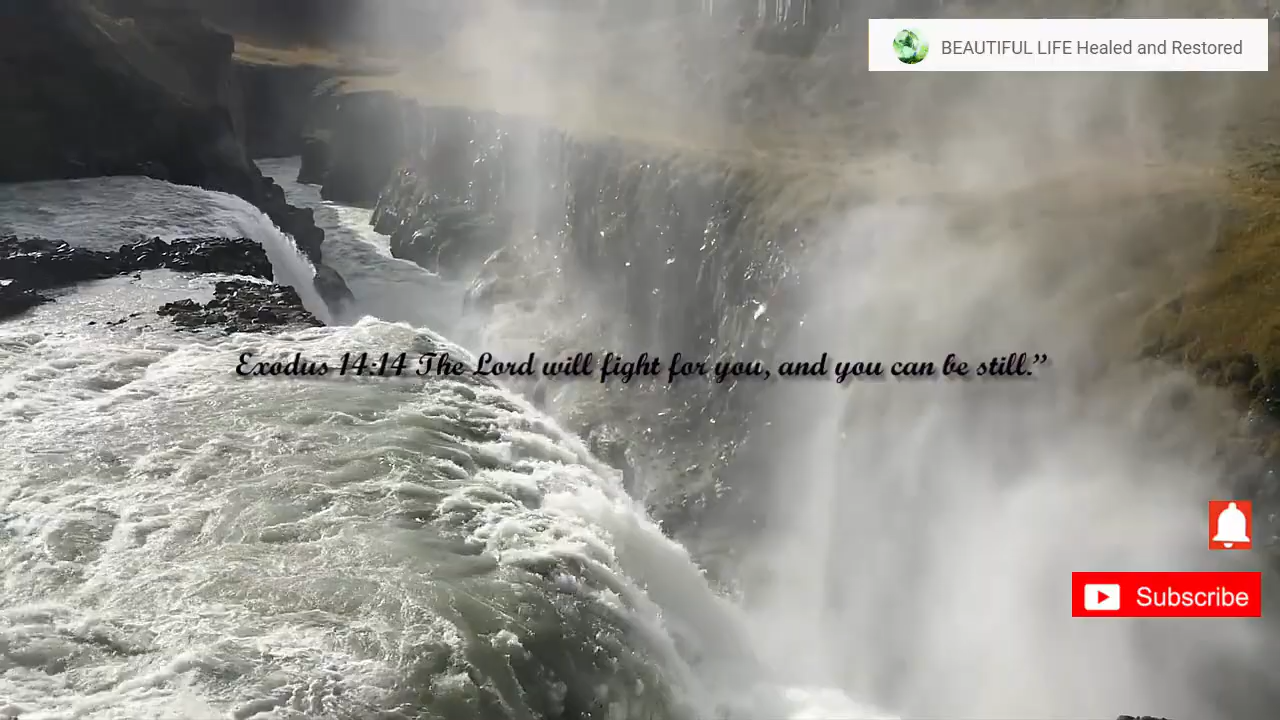 BEAUTIFUL LIFE Healed and Restored
Exodus 14:14 The Lord will fight for you, and you can be still.”
Subscribe